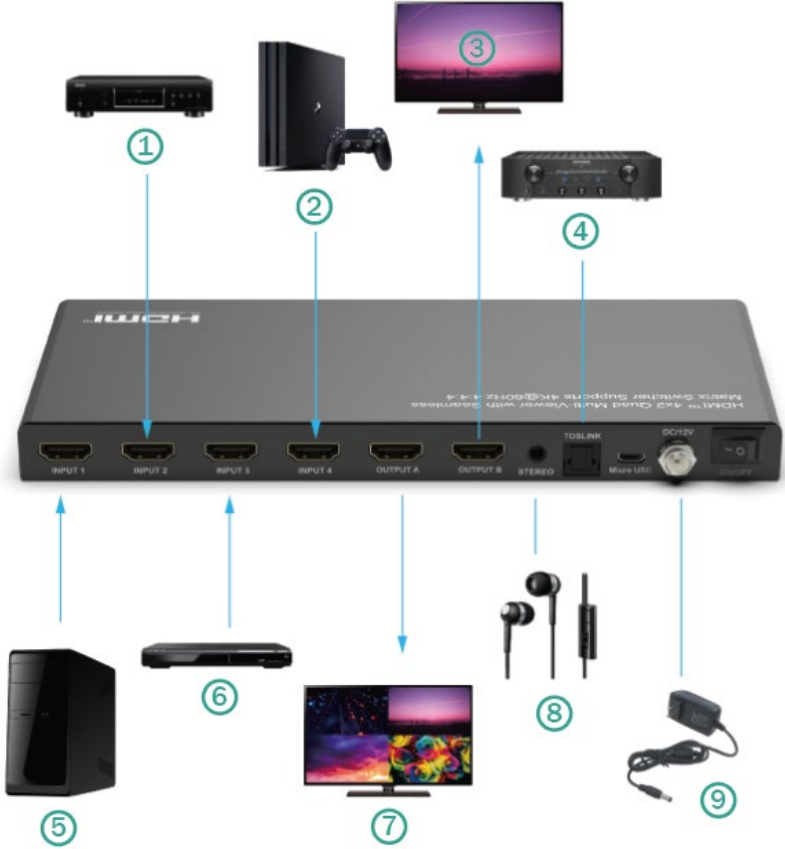 ③
①
②
④
HDMI™
HDMI™ 4x2 Quad Multi-Viewer with Seamless
Matrix Switcher Supports 4K@60Hz 4:4:4
TOSLINK
DC/12V
INPUT 1
INPUT 2
INPUT 3
INPUT 4
OUTPUT A
OUTPUT B
STEREO
Micro USB
ON/OFF
⑥
⑧
⑨
⑤
⑦